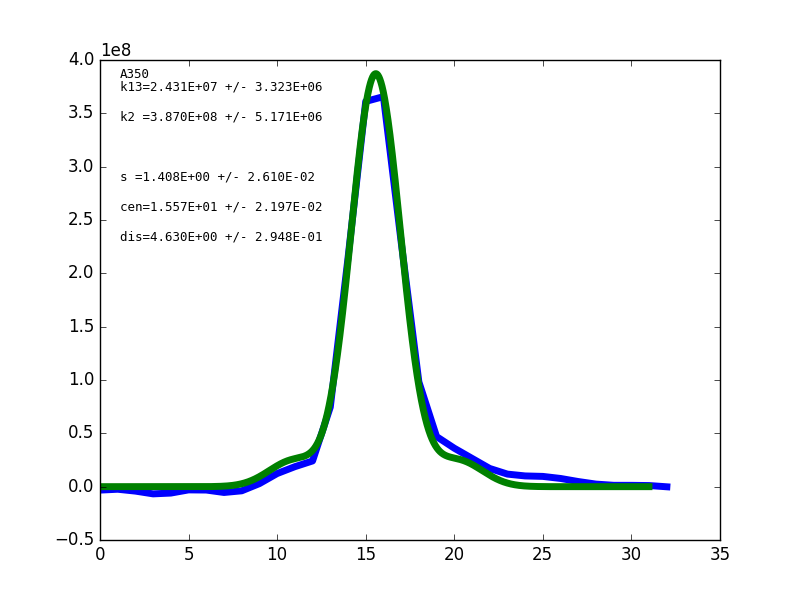 1e8
A350
k13=2.431E+07 +/- 3.323E+06
k2 =3.870E+08 +/- 5.171E+06
s =1.408E+00 +/- 2.610E-02
cen=1.557E+01 +/- 2.197E-02
dis=4.630E+00 +/- 2.948E-01
4.0
3.5
3.0
2.5
2.0
1.5
1.0
0.5
0.0
−0.5
0 5 10 15 20 25 30 35